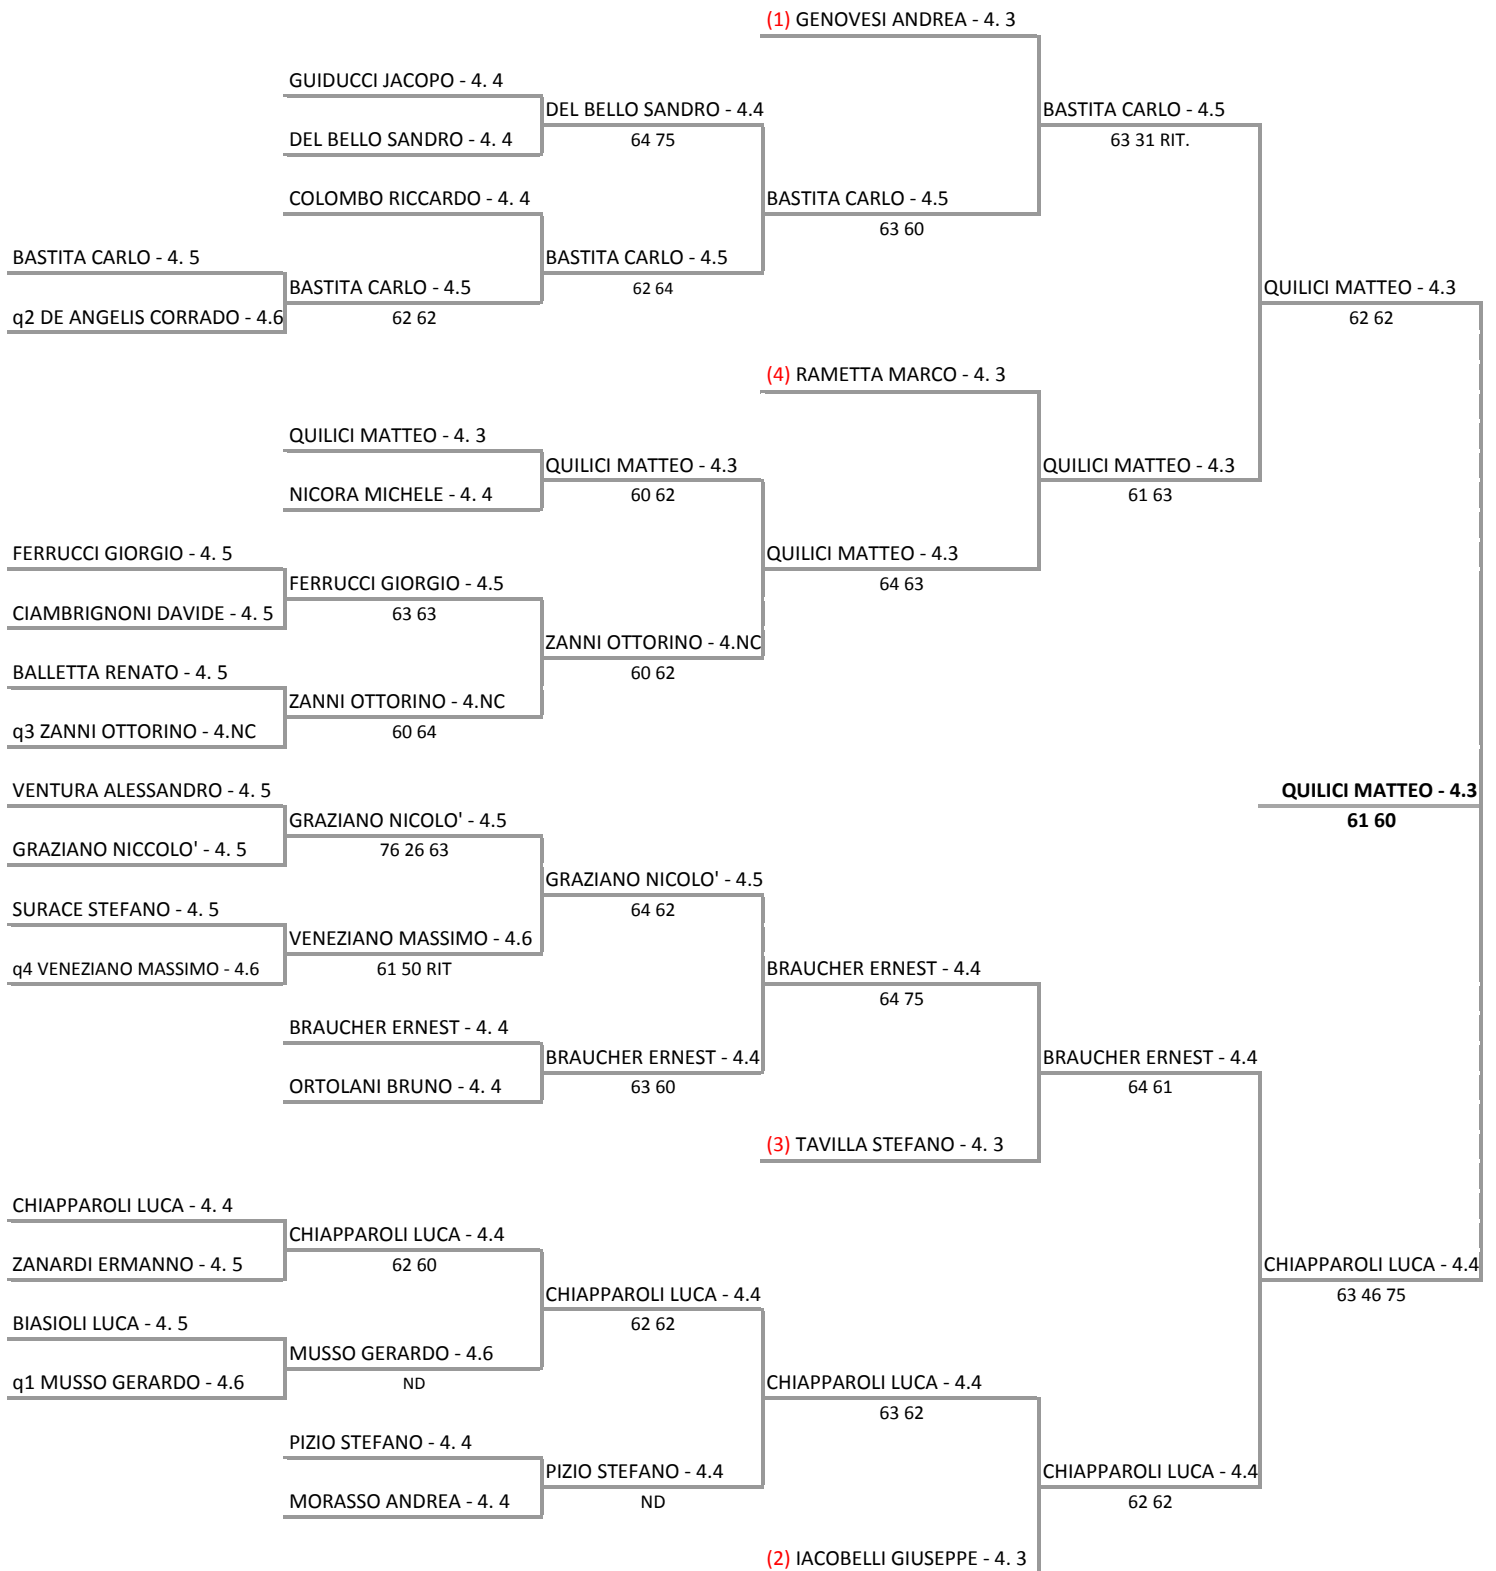 (1) GENOVESI ANDREA - 4. 3
GUIDUCCI JACOPO - 4. 4
DEL BELLO SANDRO - 4.4
BASTITA CARLO - 4.5
DEL BELLO SANDRO - 4. 4
64 75
63 31 RIT.
COLOMBO RICCARDO - 4. 4
BASTITA CARLO - 4.5
63 60
BASTITA CARLO - 4. 5
BASTITA CARLO - 4.5
BASTITA CARLO - 4.5
62 64
QUILICI MATTEO - 4.3
q2 DE ANGELIS CORRADO - 4.6
62 62
62 62
(4) RAMETTA MARCO - 4. 3
QUILICI MATTEO - 4. 3
QUILICI MATTEO - 4.3
QUILICI MATTEO - 4.3
NICORA MICHELE - 4. 4
60 62
61 63
FERRUCCI GIORGIO - 4. 5
QUILICI MATTEO - 4.3
FERRUCCI GIORGIO - 4.5
64 63
CIAMBRIGNONI DAVIDE - 4. 5
63 63
ZANNI OTTORINO - 4.NC
BALLETTA RENATO - 4. 5
60 62
ZANNI OTTORINO - 4.NC
q3 ZANNI OTTORINO - 4.NC
60 64
VENTURA ALESSANDRO - 4. 5
QUILICI MATTEO - 4.3
GRAZIANO NICOLO' - 4.5
61 60
GRAZIANO NICCOLO' - 4. 5
76 26 63
GRAZIANO NICOLO' - 4.5
SURACE STEFANO - 4. 5
64 62
VENEZIANO MASSIMO - 4.6
q4 VENEZIANO MASSIMO - 4.6
61 50 RIT
BRAUCHER ERNEST - 4.4
64 75
BRAUCHER ERNEST - 4. 4
BRAUCHER ERNEST - 4.4
BRAUCHER ERNEST - 4.4
ORTOLANI BRUNO - 4. 4
63 60
64 61
(3) TAVILLA STEFANO - 4. 3
CHIAPPAROLI LUCA - 4. 4
CHIAPPAROLI LUCA - 4.4
ZANARDI ERMANNO - 4. 5
62 60
CHIAPPAROLI LUCA - 4.4
CHIAPPAROLI LUCA - 4.4
63 46 75
BIASIOLI LUCA - 4. 5
62 62
MUSSO GERARDO - 4.6
q1 MUSSO GERARDO - 4.6
ND
CHIAPPAROLI LUCA - 4.4
63 62
PIZIO STEFANO - 4. 4
PIZIO STEFANO - 4.4
CHIAPPAROLI LUCA - 4.4
MORASSO ANDREA - 4. 4
ND
62 62
(2) IACOBELLI GIUSEPPE - 4. 3